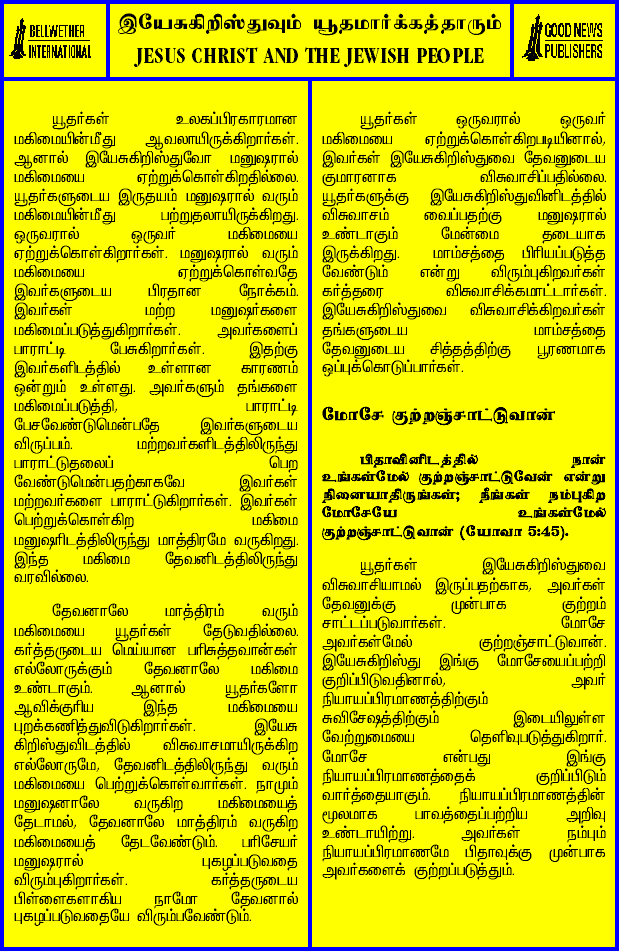 BELLWETHER
INTERNATIONAL
இயேசுகிறிஸ்துவும் யூதமார்க்கத்தாரும்
JESUS CHRIST AND THE JEWISH PEOPLE
GOOD NEWS
PUBLISHERS
யூதர்கள் உலகப்பிரகாரமான
மகிமையின்மீது ஆவலாயிருக்கிறார்கள்.
ஆனால் இயேசுகிறிஸ்துவோ மனுஷரால்
மகிமையை ஏற்றுக்கொள்கிறதில்லை.
யூதர்களுடைய இருதயம் மனுஷரால் வரும்
மகிமையின்மீது பற்றுதலாயிருக்கிறது.
ஒருவரால் ஒருவர் மகிமையை
ஏற்றுக்கொள்கிறார்கள். மனுஷரால் வரும்
மகிமையை ஏற்றுக்கொள்வதே
இவர்களுடைய பிரதான நோக்கம்.
இவர்கள் மற்ற மனுஷர்களை
மகிமைப்படுத்துகிறார்கள். அவர்களைப்
பாராட்டி பேசுகிறார்கள். இதற்கு
இவர்களிடத்தில் உள்ளான காரணம்
ஒன்றும் உள்ளது. அவர்களும் தங்களை
மகிமைப்படுத்தி, பாராட்டி
பேசவேண்டுமென்பதே இவர்களுடைய
விருப்பம். மற்றவர்களிடத்திலிருந்து
பாராட்டுதலைப் பெற
வேண்டுமென்பதற்காகவே இவர்கள்
மற்றவர்களை பாராட்டுகிறார்கள். இவர்கள்
பெற்றுக்கொள்கிற மகிமை
மனுஷரிடத்திலிருந்து மாத்திரமே வருகிறது.
இந்த மகிமை தேவனிடத்திலிருந்து
வரவில்லை.
தேவனாலே மாத்திரம் வரும்
மகிமையை யூதர்கள் தேடுவதில்லை.
கர்த்தருடைய மெய்யான பரிசுத்தவான்கள்
எல்லோருக்கும் தேவனாலே மகிமை
உண்டாகும். ஆனால் யூதர்களோ
ஆவிக்குரிய இந்த மகிமையை
புறக்கணித்துவிடுகிறார்கள். இயேசு
கிறிஸ்துவிடத்தில் விசுவாசமாயிருக்கிற
எல்லோருமே, தேவனிடத்திலிருந்து வரும்
மகிமையை பெற்றுக்கொள்வார்கள். நாமும்
மனுஷனாலே வருகிற மகிமையைத்
தேடாமல், தேவனாலே மாத்திரம் வருகிற
மகிமையைத் தேடவேண்டும். பரிசேயர்
மனுஷரால் புகழப்படுவதை
விரும்புகிறார்கள். கர்த்தருடைய
பிள்ளைகளாகிய நாமோ தேவனால்
புகழப்படுவதையே விரும்பவேண்டும்.
யூதர்கள் ஒருவரால் ஒருவர்
மகிமையை ஏற்றுக்கொள்கிறபடியினால்,
இவர்கள் இயேசுகிறிஸ்துவை தேவனுடைய
குமாரனாக விசுவாசிப்பதில்லை.
யூதர்களுக்கு இயேசுகிறிஸ்துவினிடத்தில்
விசுவாசம் வைப்பதற்கு மனுஷரால்
உண்டாகும் மேன்மை தடையாக
இருக்கிறது. மாம்சத்தை பிரியப்படுத்த
வேண்டும் என்று விரும்புகிறவர்கள்
கர்த்தரை விசுவாசிக்கமாட்டார்கள்.
இயேசுகிறிஸ்துவை விசுவாசிக்கிறவர்கள்
தங்களுடைய மாம்சத்தை
தேவனுடைய சித்தத்திற்கு பூரணமாக
ஒப்புக்கொடுப்பார்கள்.
மோசே குற்றஞ்சாட்டுவான்
பிதாவினிடத்தில் நான்
உங்கள்மேல் குற்றஞ்சாட்டுவேன் என்று
நினையாதிருங்கள்; நீங்கள் நம்புகிற
மோசேயே உங்கள்மேல்
குற்றஞ்சாட்டுவான் (யோவா 5:45).
யூதர்கள் இயேசுகிறிஸ்துவை
விசுவாசியாமல் இருப்பதற்காக, அவர்கள்
தேவனுக்கு முன்பாக குற்றம்
சாட்டப்படுவார்கள். மோசே
அவர்கள்மேல் குற்றஞ்சாட்டுவான்.
இயேசுகிறிஸ்து இங்கு மோசேயைப்பற்றி
குறிப்பிடுவதினால், அவர்
நியாயப்பிரமாணத்திற்கும்
சுவிசேஷத்திற்கும் இடையிலுள்ள
வேற்றுமையை தெளிவுபடுத்துகிறார்.
மோசே என்பது இங்கு
நியாயப்பிரமாணத்தைக் குறிப்பிடும்
வார்த்தையாகும். நியாயப்பிரமாணத்தின்
மூலமாக பாவத்தைப்பற்றிய அறிவு
உண்டாயிற்று. அவர்கள் நம்பும்
நியாயப்பிரமாணமே பிதாவுக்கு முன்பாக
அவர்களைக் குற்றப்படுத்தும்.